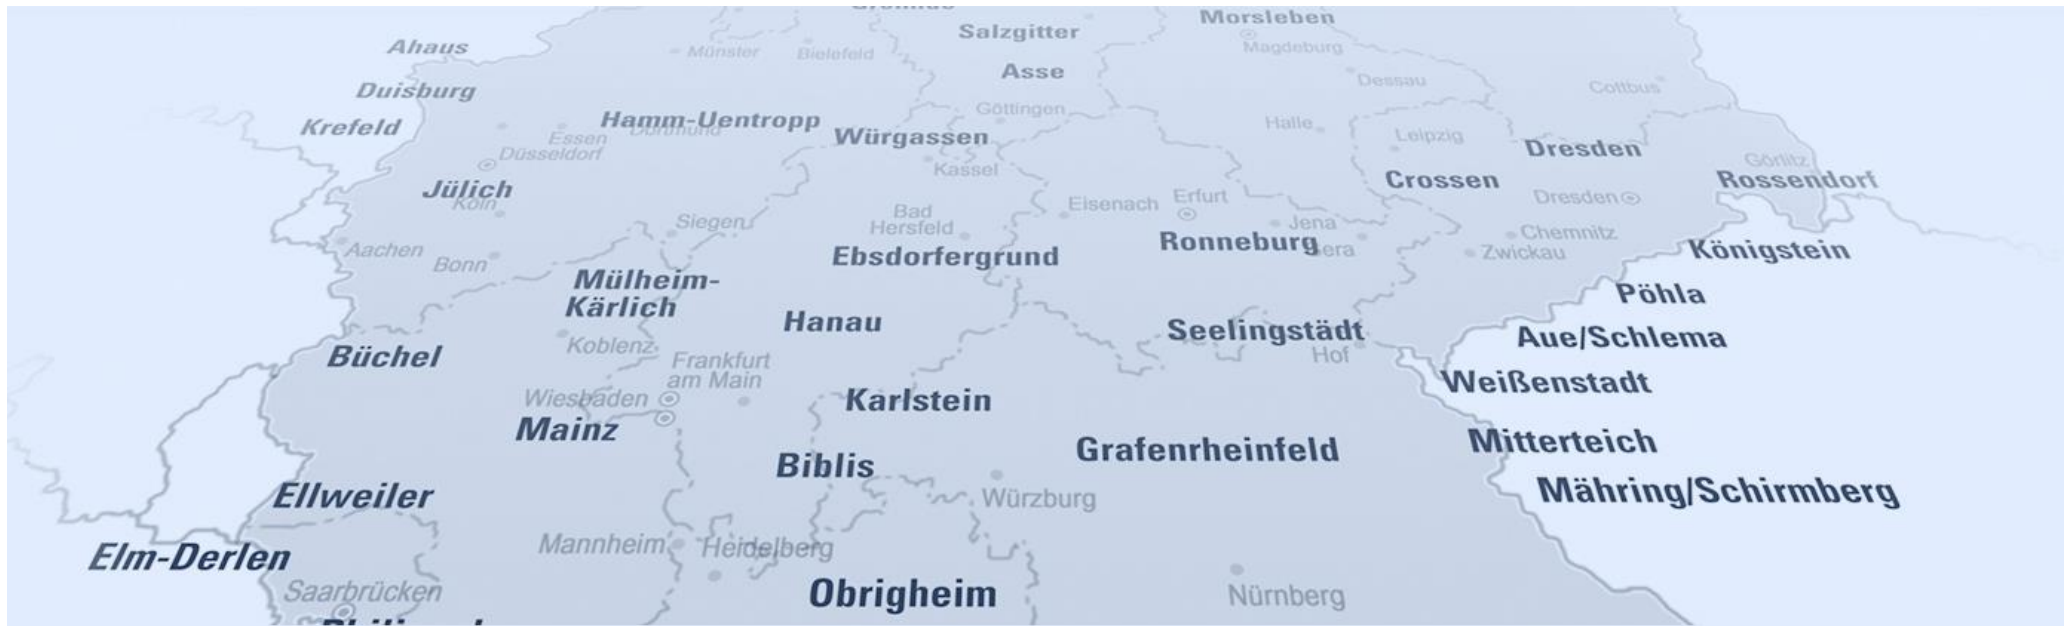 Salzgitter
Morsleben
Ahaus
Münster
Bielefeld
Magdeburg
Asse
Dessau
Duisburg
Göttingen
Cottbus
Krefeld
Hamm-Uentropp
Essen
Dortmund
Düsseldorf
Würgassen
Halle
Leipzig
Dresden
Kassel
Görlitz
Jülich
Köln
Crossen
Rossendorf
Eisenach
Erfurt
Dresden
Siegen
Bad
Hersfeld
Jena
Chemnitz
Aachen
Bonn
Ebsdorfergrund
Ronneburg
Zwickau
Königstein
Mülheim-
Kärlich
Pöhla
Hanau
Seelingstädt
Aue/Schlema
Büchel
Koblenz
Frankfurt
am Main
Hof
Weißenstadt
Wiesbaden
Karlstein
Mainz
Grafenrheinfeld
Mitterteich
Biblis
Ellweiler
Würzburg
Mähring/Schirmberg
Elm-Derlen
Mannheim
Heidelberg
Saarbrücken
Obrigheim
Nürnberg